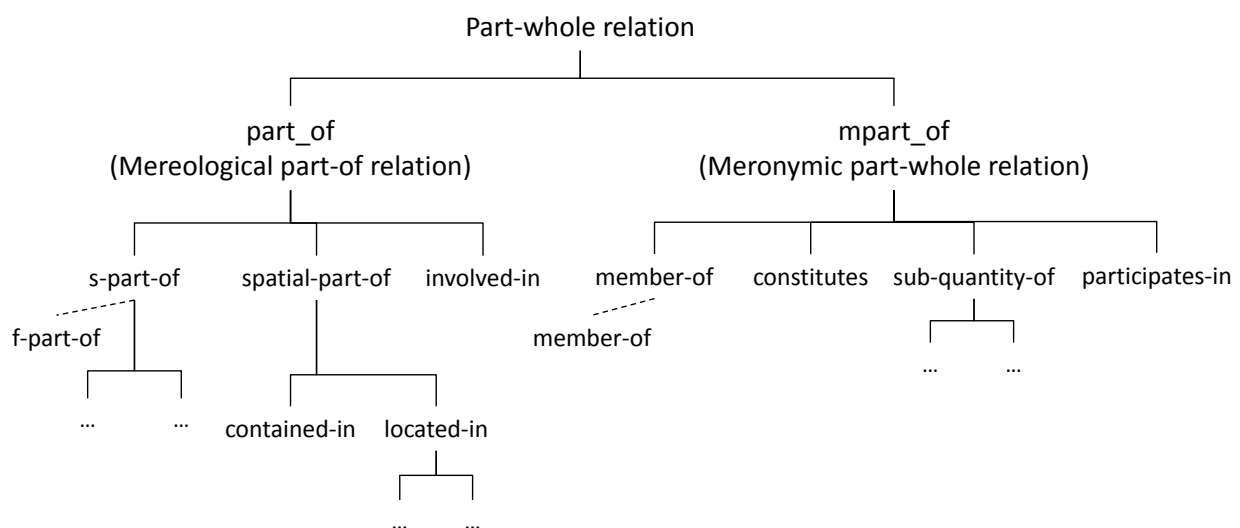 Part-whole relation
part_of
(Mereological part-of relation)
mpart_of
(Meronymic part-whole relation)
s-part-of
spatial-part-of
involved-in
member-of
constitutes
sub-quantity-of
participates-in
f-part-of
member-of
...
...
...
...
contained-in
located-in
...
...